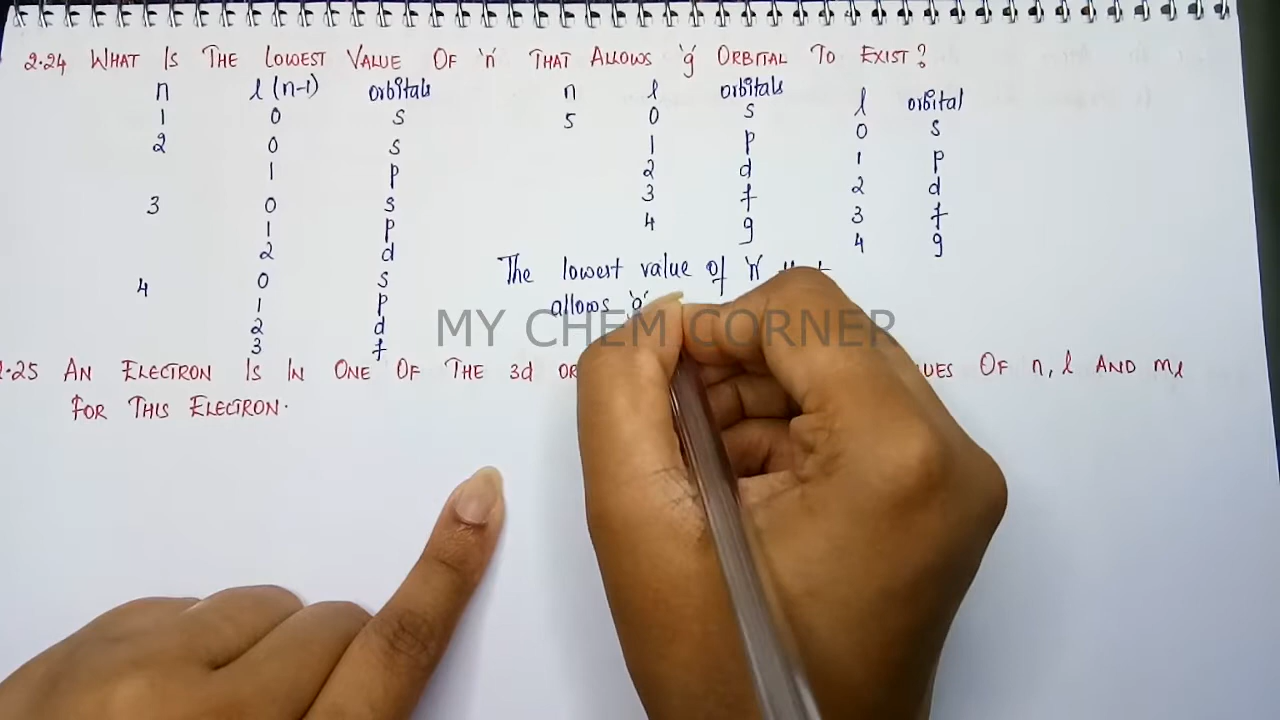 2.24 WHAT IS THE LOWEST VALUE OF 'n' THAT ALLOWS 'g' ORBITAL TO EXIST?
n l (n-1) orbitals
1 0 s
2 0 s
1 p
3 0 s
1 p
2 d
4 0 s
1 p
2 d
3 f
n l orbitals
5 0 s
1 p
2 d
3 f
4 g
l orbital
0 s
1 p
2 d
3 f
4 g
The lowest value of 'n'
allows 'g'
MY CHEM CORNER
2.25 AN ELECTRON IS IN ONE OF THE 3d OF n, l AND ml
FOR THIS ELECTRON.